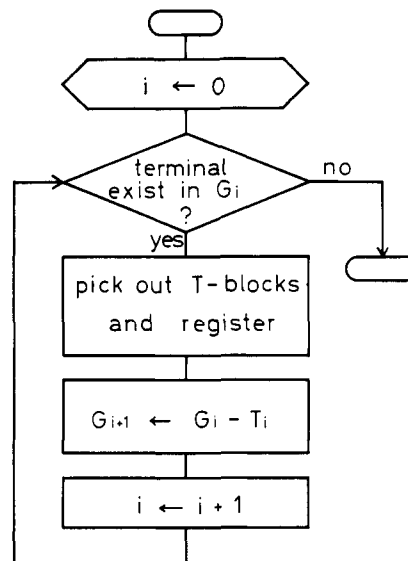 i ← 0
terminal
exist in Gi
?
no
yes
pick out T-blocks
and register
Gi+1 ← Gi - Ti
i ← i + 1